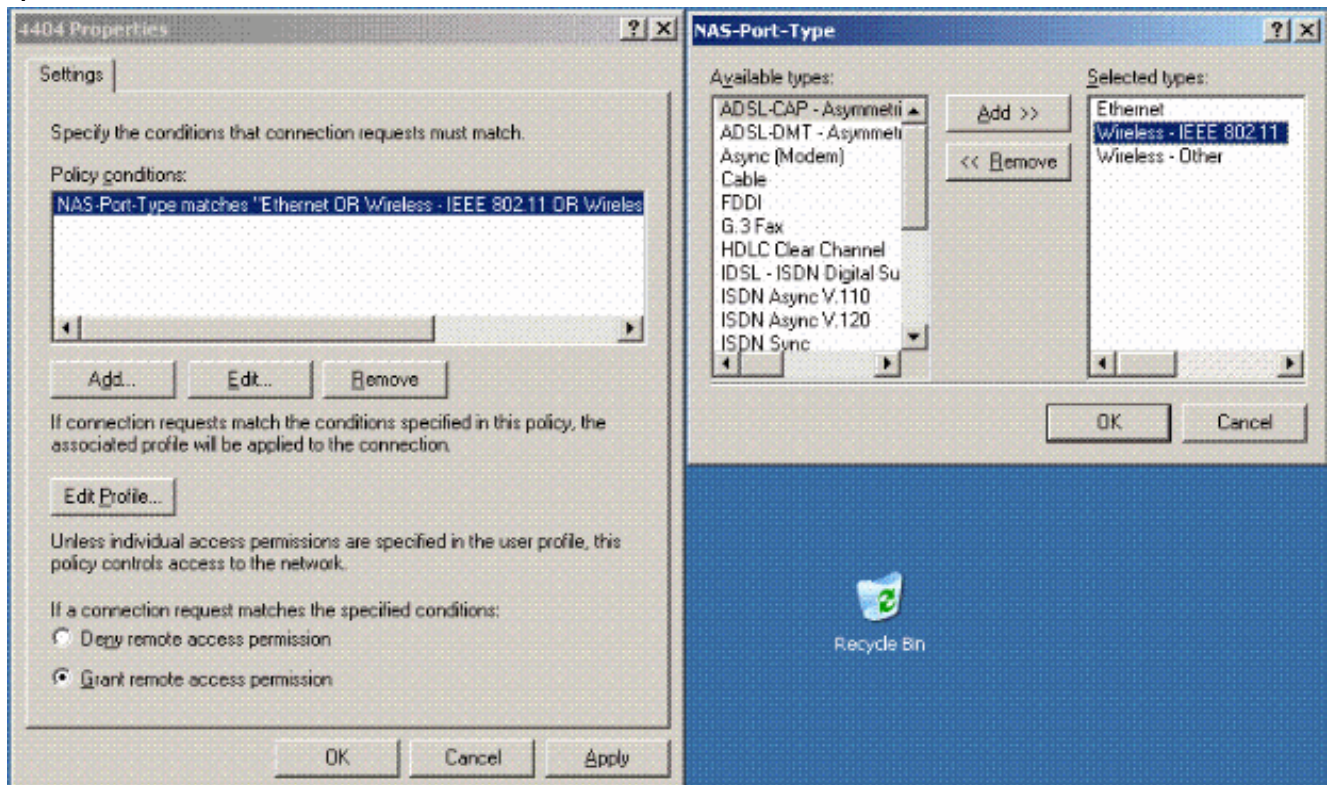 4404 Properties
Settings
Specify the conditions that connection requests must match.
Policy conditions:
NAS-Port-Type matches "Ethernet OR Wireless - IEEE 802.11 OR Wireles
Add...
Edit...
Remove
If connection requests match the conditions specified in this policy, the
associated profile will be applied to the connection.
Edit Profile...
Unless individual access permissions are specified in the user profile, this
policy controls access to the network.
If a connection request matches the specified conditions:
Deny remote access permission
Grant remote access permission
OK
Cancel
Apply
NAS-Port-Type
Available types:
ADSL-CAP - Asymmetri
ADSL-DMT - Asymmetr
Async (Modem)
Cable
FDDI
G.3 Fax
HDLC Clear Channel
IDSL - ISDN Digital Su
ISDN Async V.110
ISDN Async V.120
ISDN Sync
Add >>
<< Remove
Selected types:
Ethernet
Wireless - IEEE 802.11
Wireless - Other
OK
Cancel
Recycle Bin